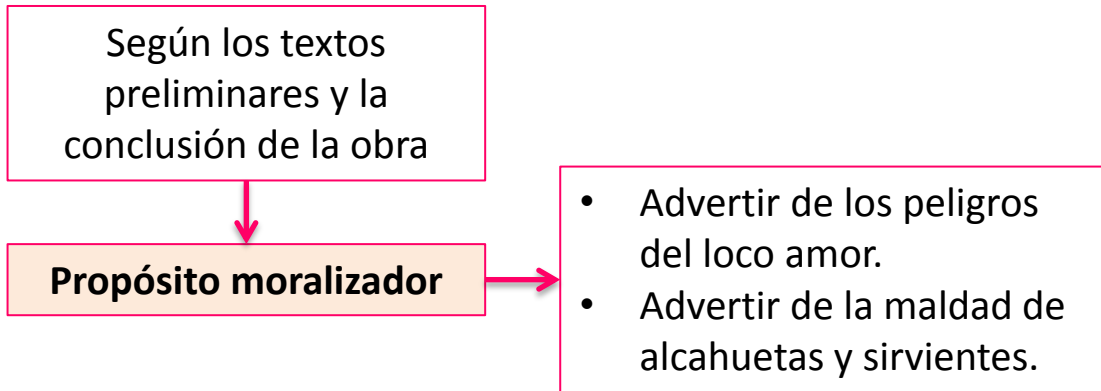 Según los textos
preliminares y la
conclusión de la obra
Propósito moralizador
• Advertir de los peligros
del loco amor.
• Advertir de la maldad de
alcahuetas y sirvientes.